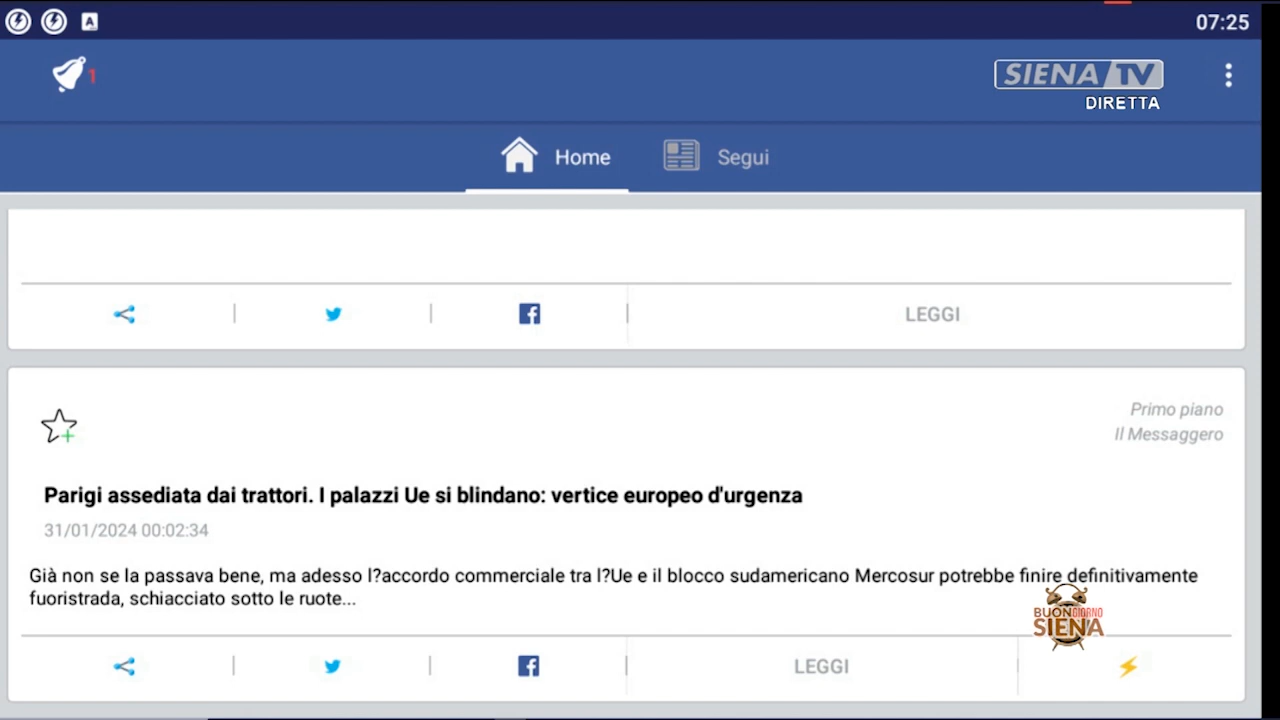 A
07:25
1
SIENA TV
DIRETTA
Home
Segui
LEGGI
Primo piano
Il Messaggero
Parigi assediata dai trattori. I palazzi Ue si blindano: vertice europeo d'urgenza
31/01/2024 00:02:34
Già non se la passava bene, ma adesso l?accordo commerciale tra l?Ue e il blocco sudamericano Mercosur potrebbe finire definitivamente
fuoristrada, schiacciato sotto le ruote...
BUONGIORNO
SIENA
LEGGI